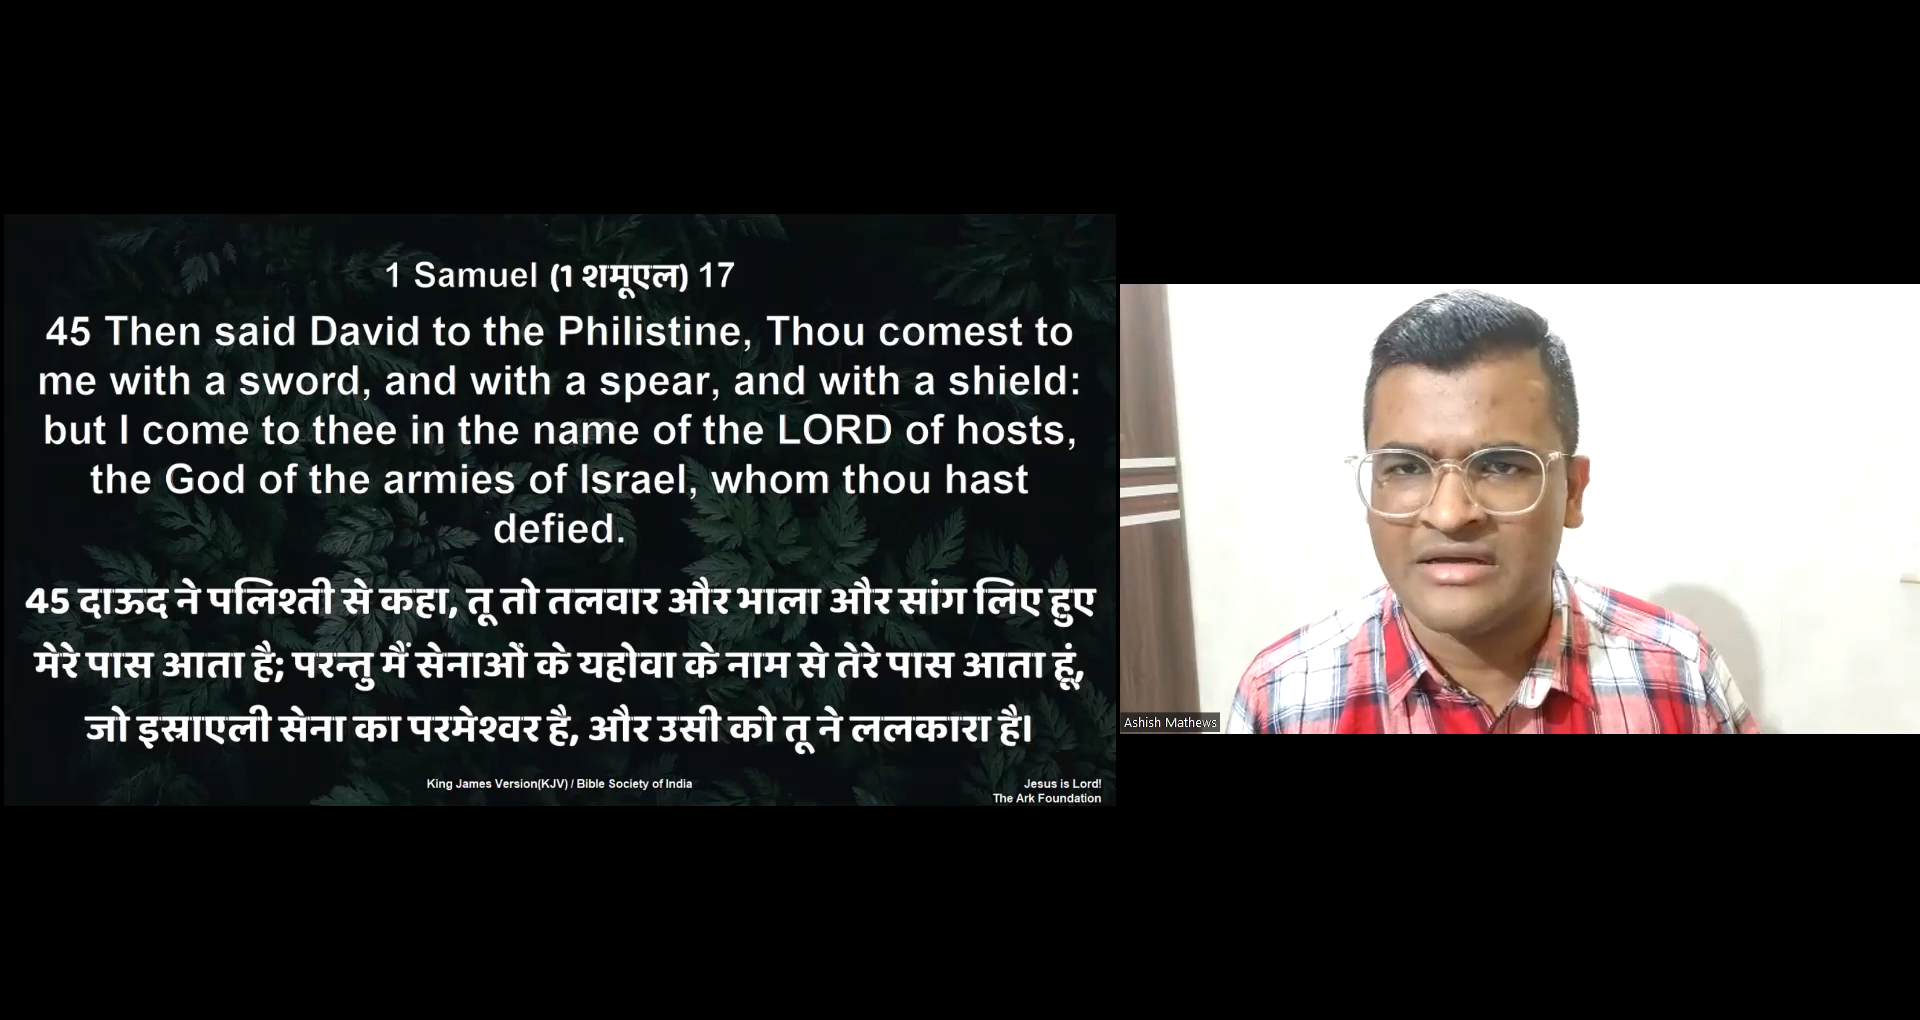 1 Samuel (1 शमूएल) 17
45 Then said David to the Philistine, Thou comest to
me with a sword, and with a spear, and with a shield:
but I come to thee in the name of the LORD of hosts,
the God of the armies of Israel, whom thou hast
defied.
45 दाऊद ने पलिश्ती से कहा, तू तो तलवार और भाला और सांग लिए हुए
मेरे पास आता है; परन्तु मैं सेनाओं के यहोवा के नाम से तेरे पास आता हूं,
जो इस्राएली सेना का परमेश्वर है, और उसी को तू ने ललकारा है।
King James Version(KJV) / Bible Society of India
Jesus is Lord!
The Ark Foundation
Ashish Mathews